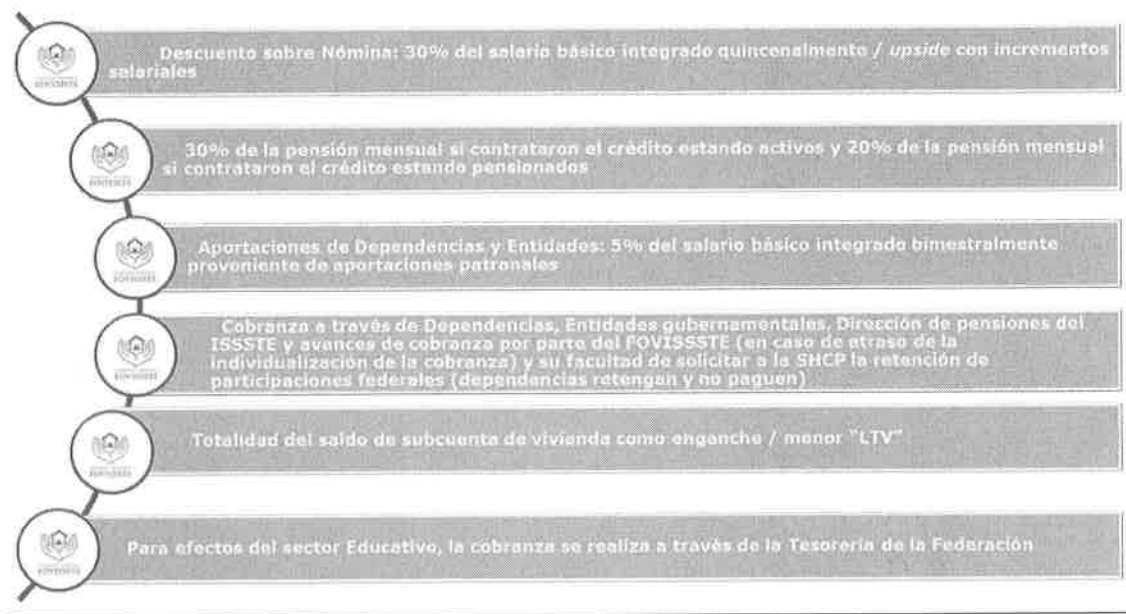 Descuento sobre Nómina: 30% del salario básico integrado quincenalmente / upside con incrementos
salariales
30% de la pensión mensual si contrataron el crédito estando activos y 20% de la pensión mensual
si contrataron el crédito estando pensionados
Aportaciones de Dependencias y Entidades: 5% del salario básico integrado bimestralmente
proveniente de aportaciones patronales
Cobranza a través de Dependencias, Entidades gubernamentales, Dirección de pensiones del
ISSSTE y avances de cobranza por parte del FOVISSSTE (en caso de atraso de la
individualización de la cobranza) y su facultad de solicitar a la SHCP la retención de
participaciones federales (dependencias retengan y no paguen)
Totalidad del saldo de subcuenta de vivienda como enganche / menor "LTV"
Para efectos del sector Educativo, la cobranza se realiza a través de la Tesorería de la Federación